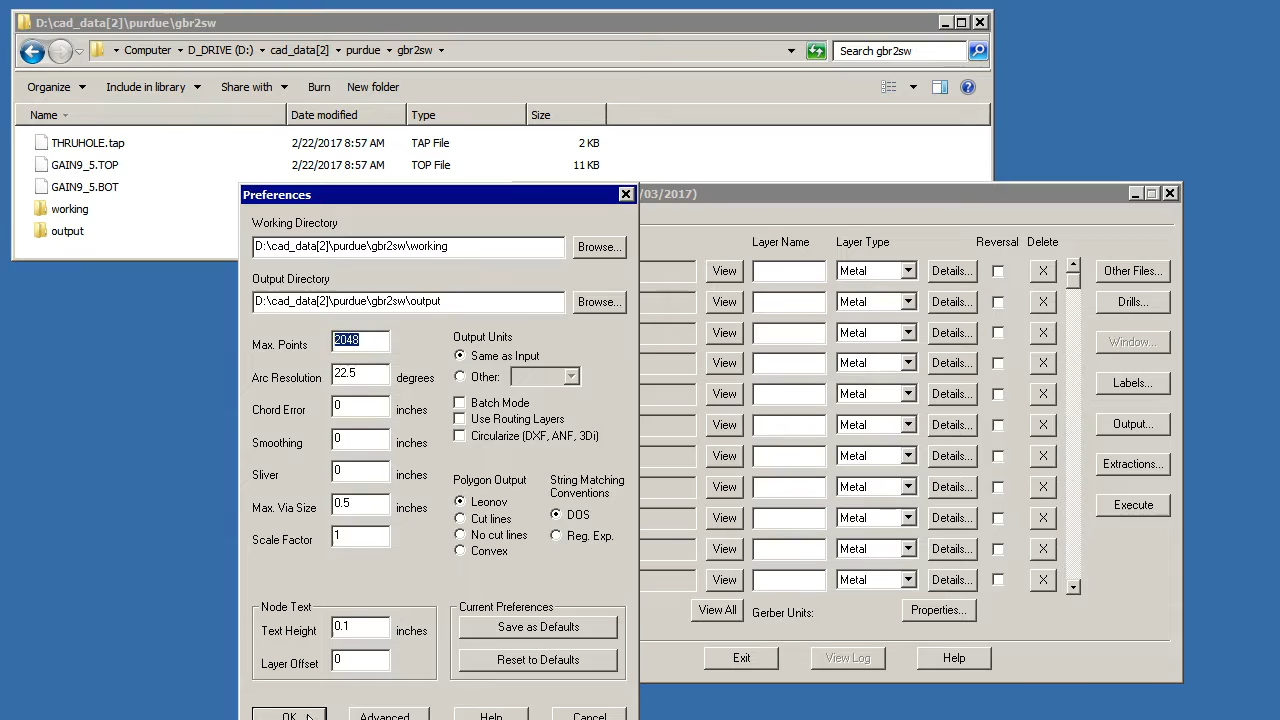 D:\cad_data[2]\purdue\gbr2sw
Computer D_DRIVE (D:) cad_data[2] purdue gbr2sw
Search gbr2sw
Organize Include in library Share with Burn New folder
Name Date modified Type Size
THRUHOLE.tap 2/22/2017 8:57 AM TAP File 2 KB
GAIN9_5.TOP 2/22/2017 8:57 AM TOP File 11 KB
GAIN9_5.BOT
working
output
Preferences
Working Directory
D:\cad_data[2]\purdue\gbr2sw\working Browse...
Output Directory
D:\cad_data[2]\purdue\gbr2sw\output Browse...
Max. Points 2048
Arc Resolution 22.5 degrees
Chord Error 0 inches
Smoothing 0 inches
Sliver 0 inches
Max. Via Size 0.5 inches
Scale Factor 1
Output Units
Same as Input
Other:
Batch Mode
Use Routing Layers
Circularize (DXF, ANF, 3Di)
Polygon Output
Leonov
Cut lines
No cut lines
Convex
String Matching
Conventions
DOS
Reg. Exp.
Node Text
Text Height 0.1 inches
Layer Offset 0
Current Preferences
Save as Defaults
Reset to Defaults
OK Advanced Help Cancel
/03/2017)
Layer Name Layer Type Reversal Delete
View Metal Details... X
View Metal Details... X
View Metal Details... X
View Metal Details... X
View Metal Details... X
View Metal Details... X
View Metal Details... X
View Metal Details... X
View Metal Details... X
View Metal Details... X
View Metal Details... X
Other Files...
Drills...
Window...
Labels...
Output...
Extractions...
Execute
View All Gerber Units: Properties...
Exit View Log Help